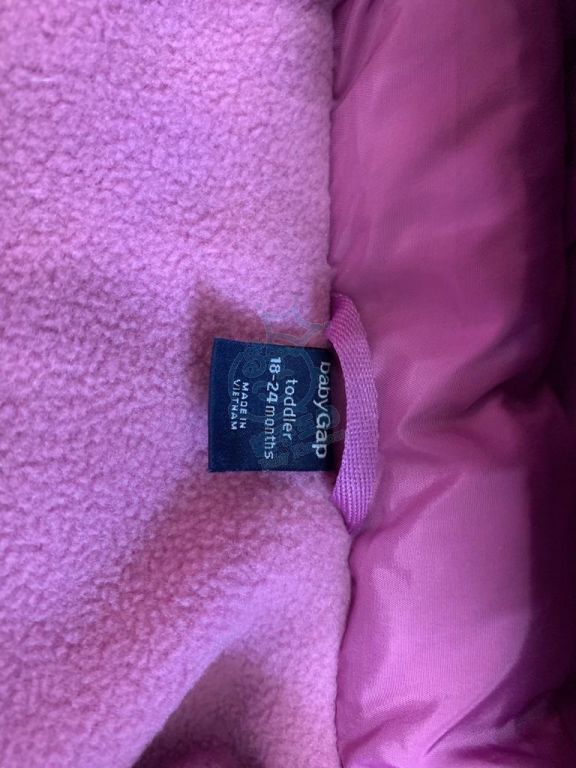 babyGap
toddler
18-24 months
MADE IN
VIETNAM